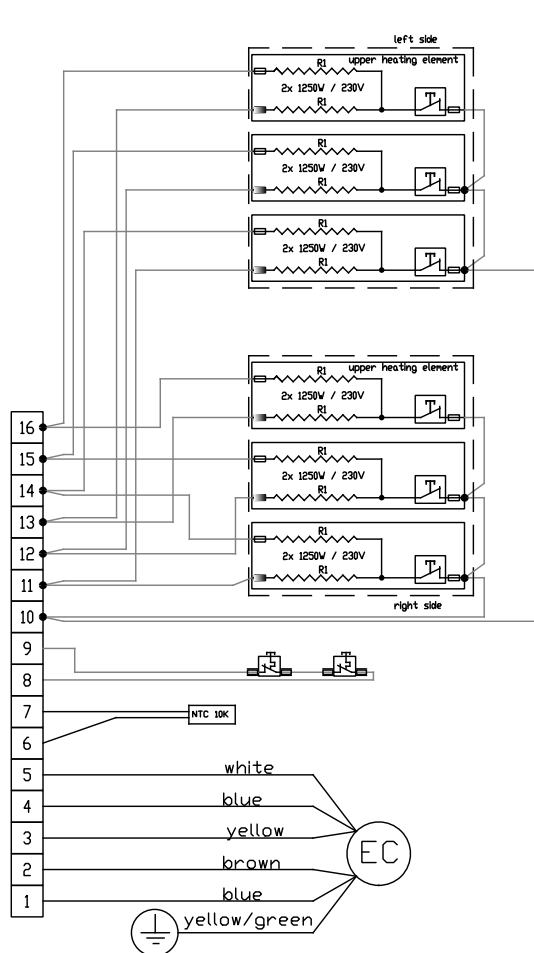 left side
R1
upper heating element
2x 1250W / 230V
R1
R1
2x 1250W / 230V
R1
R1
2x 1250W / 230V
R1
R1
upper heating element
2x 1250W / 230V
R1
R1
2x 1250W / 230V
R1
R1
2x 1250W / 230V
R1
right side
16
15
14
13
12
11
10
9
8
7
NTC 10K
6
5
white
4
blue
3
yellow
EC
2
brown
1
blue
yellow/green